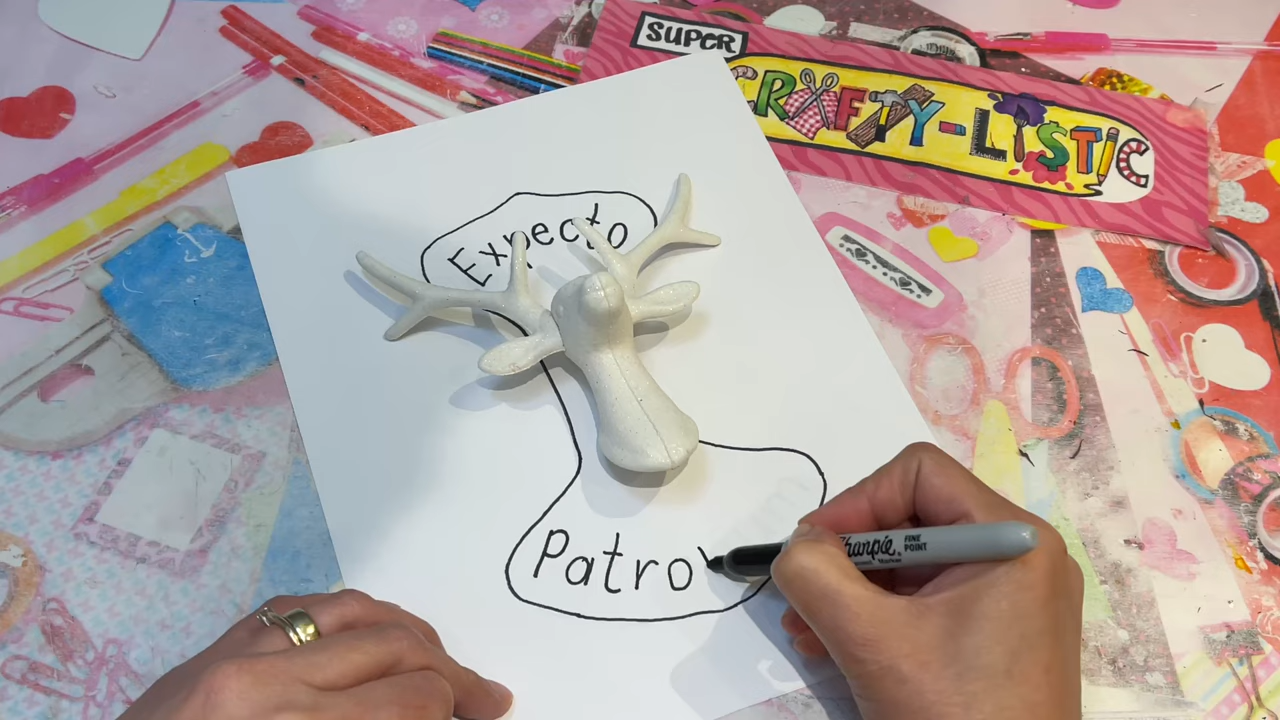 SUPER
CRAFTY-LISTIC
Expecto
Patro
Sharpie
FINE
POINT